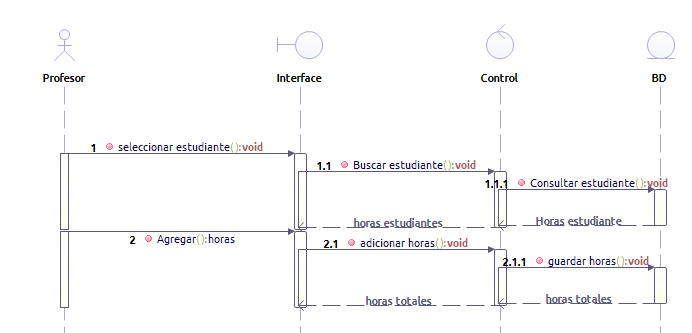 Profesor
Interface
Control
BD
1 seleccionar estudiante():void
1.1 Buscar estudiante():void
1.1.1 Consultar estudiante():void
horas estudiantes
Horas estudiante
2 Agregar():horas
2.1 adicionar horas():void
2.1.1 guardar horas():void
horas totales
horas totales